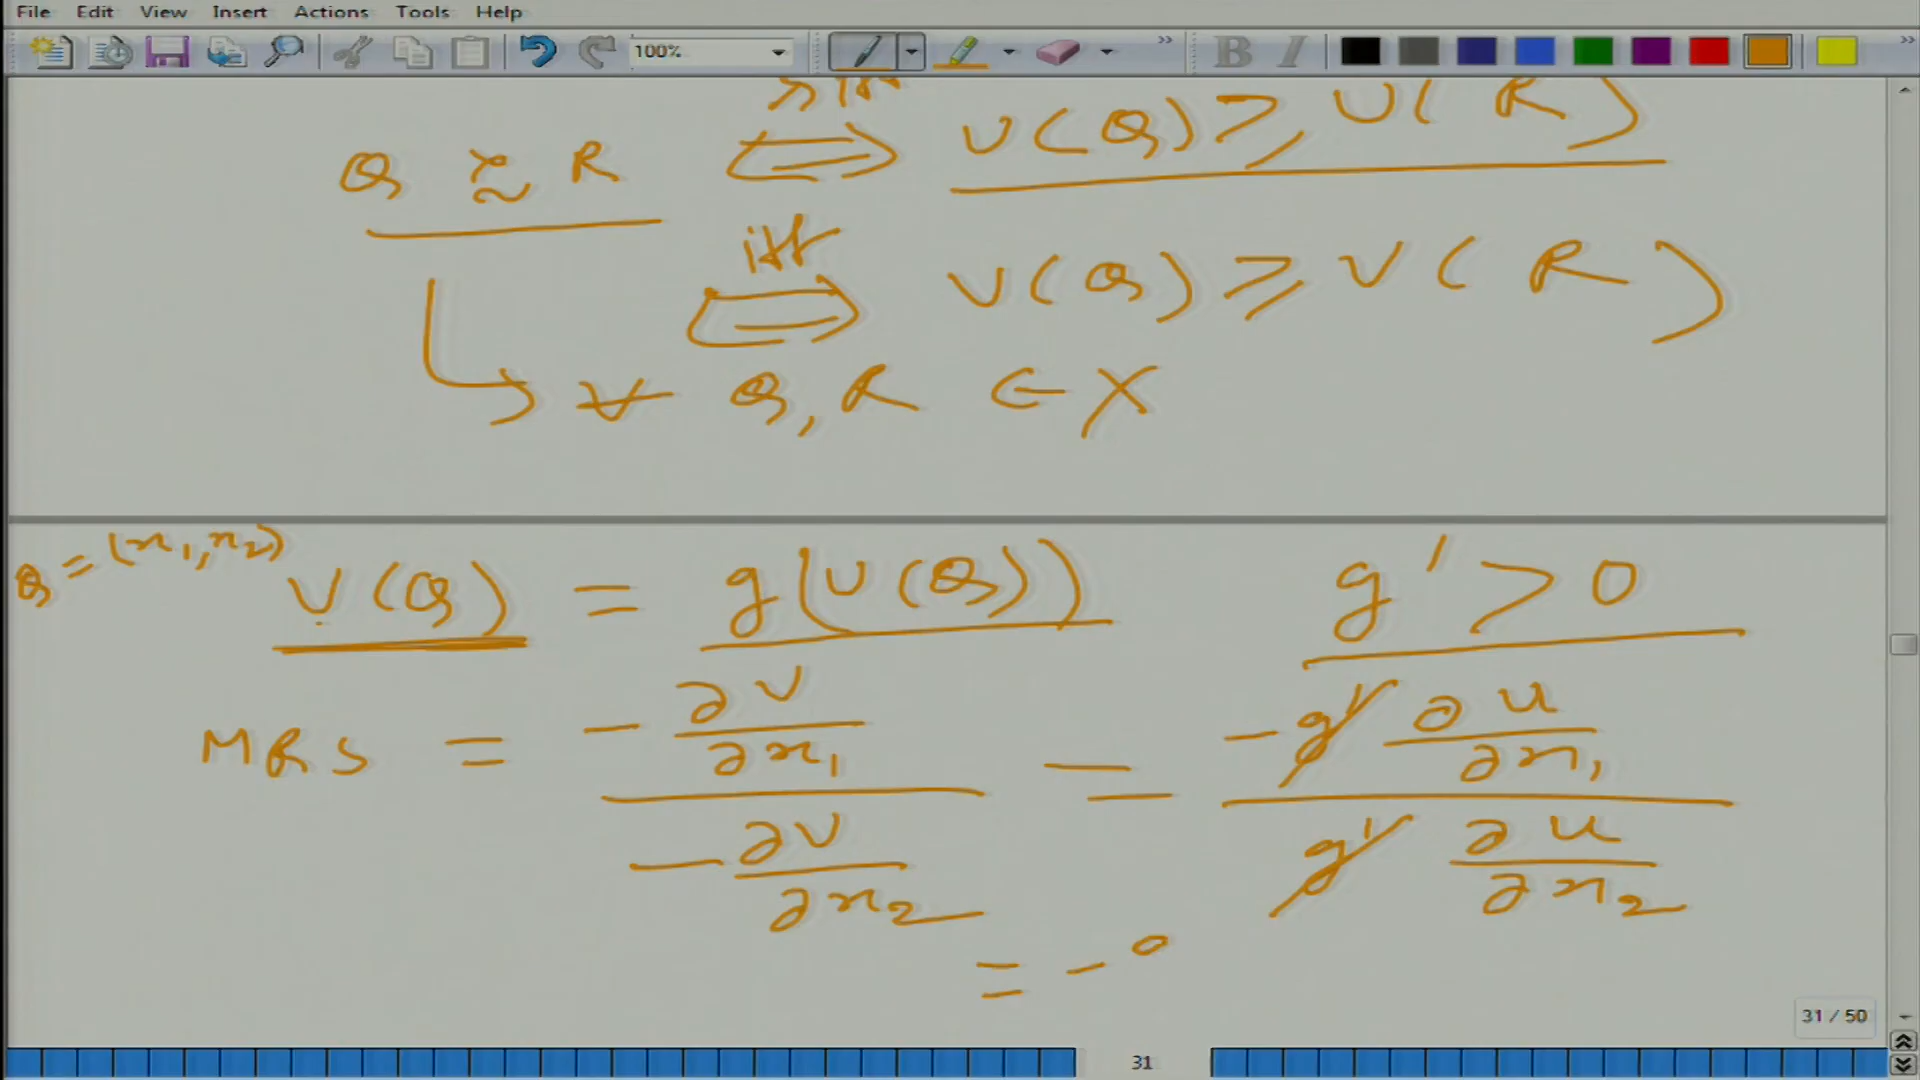 File Edit View Insert Actions Tools Help
100%
B I
iff
Q ≿ R ⟺ U(Q) ≥ U(R)
iff
⟺ V(Q) ≥ V(R)
∀ Q, R ∈ X
Q = (x₁, x₂)
V(Q) = g(U(Q)) g' > 0
MRS = (- ∂V/∂x₁) / (- ∂V/∂x₂) = (- g' ∂u/∂x₁) / (g' ∂u/∂x₂)
= -
31 / 50
31